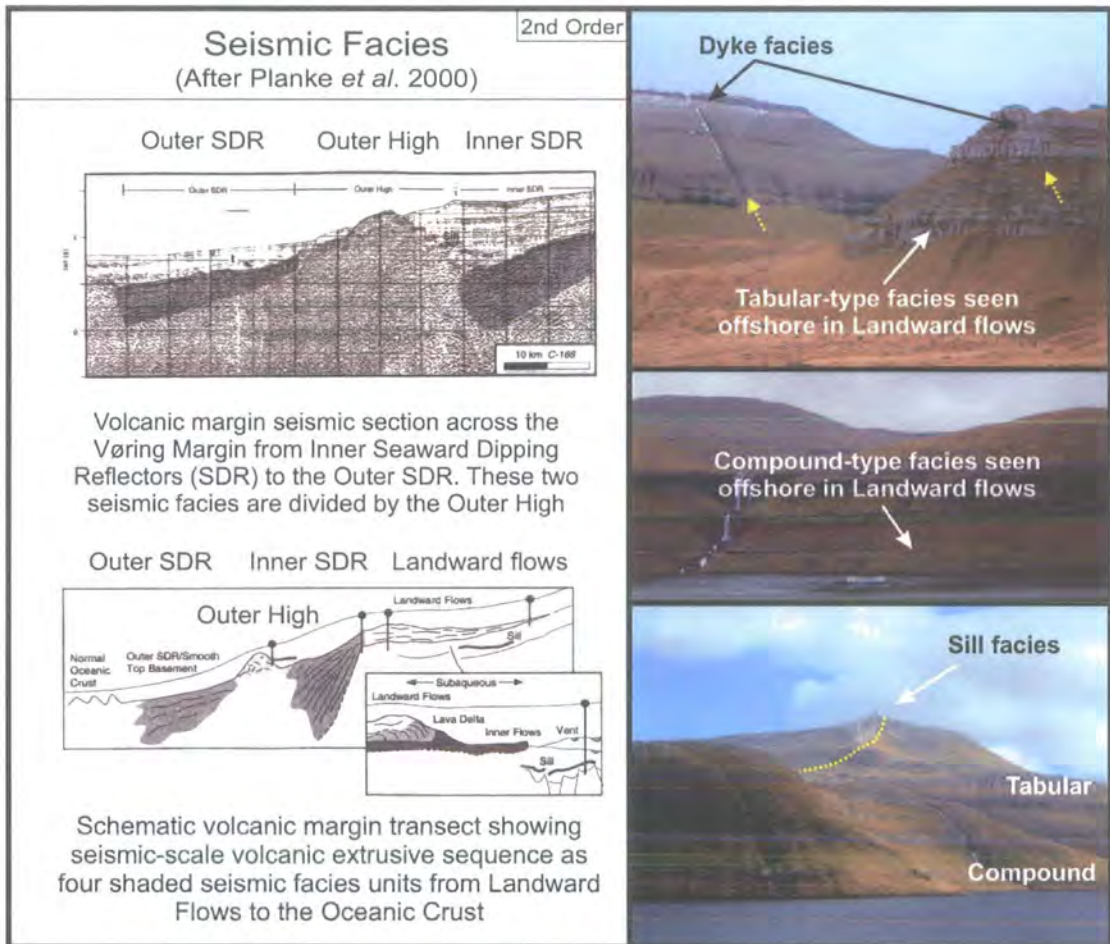 2nd Order
Seismic Facies
(After Planke et al. 2000)
Outer SDR Outer High Inner SDR
Outer SDR Outer High Inner SDR
Sill
10 km C-188
Volcanic margin seismic section across the
Vøring Margin from Inner Seaward Dipping
Reflectors (SDR) to the Outer SDR. These two
seismic facies are divided by the Outer High
Outer SDR Inner SDR Landward flows
Outer High
Landward Flows
Sill
Normal
Oceanic
Crust
Outer SDR/Smooth
Top Basement
Subaqueous
Landward Flows
Lava Delta
Inner Flows
Vent
Sill
Schematic volcanic margin transect showing
seismic-scale volcanic extrusive sequence as
four shaded seismic facies units from Landward
Flows to the Oceanic Crust
Dyke facies
Tabular-type facies seen
offshore in Landward flows
Compound-type facies seen
offshore in Landward flows
Sill facies
Tabular
Compound